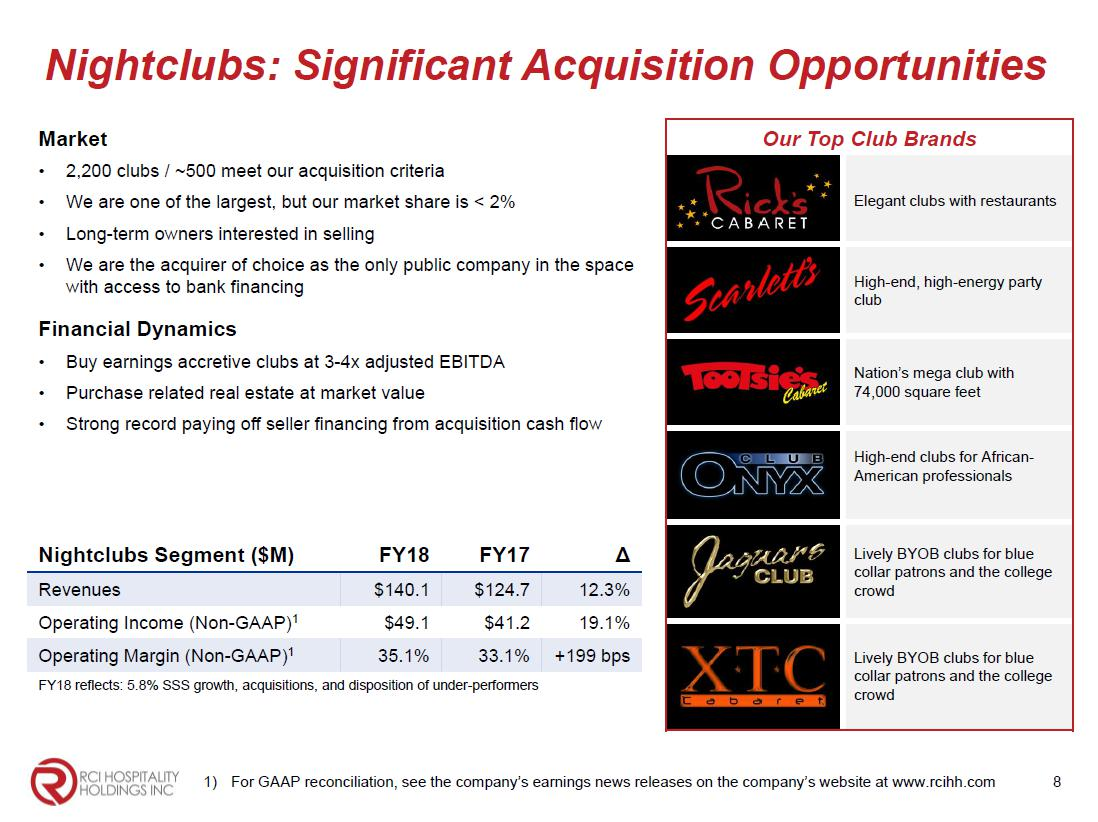 Nightclubs: Significant Acquisition Opportunities
Market
• 2,200 clubs / ~500 meet our acquisition criteria
• We are one of the largest, but our market share is < 2%
• Long-term owners interested in selling
• We are the acquirer of choice as the only public company in the space
with access to bank financing
Financial Dynamics
• Buy earnings accretive clubs at 3-4x adjusted EBITDA
• Purchase related real estate at market value
• Strong record paying off seller financing from acquisition cash flow
Nightclubs Segment ($M) FY18 FY17 Δ
Revenues $140.1 $124.7 12.3%
Operating Income (Non-GAAP)¹ $49.1 $41.2 19.1%
Operating Margin (Non-GAAP)¹ 35.1% 33.1% +199 bps
FY18 reflects: 5.8% SSS growth, acquisitions, and disposition of under-performers
Our Top Club Brands
Rick's
CABARET
Elegant clubs with restaurants
Scarlett's
High-end, high-energy party
club
Tootsie's
Cabaret
Nation's mega club with
74,000 square feet
CLUB
ONYX
High-end clubs for African-
American professionals
Jaguars
CLUB
Lively BYOB clubs for blue
collar patrons and the college
crowd
X·T·C
Cabaret
Lively BYOB clubs for blue
collar patrons and the college
crowd
R
RCI HOSPITALITY
HOLDINGS INC
1) For GAAP reconciliation, see the company's earnings news releases on the company's website at www.rcihh.com
8